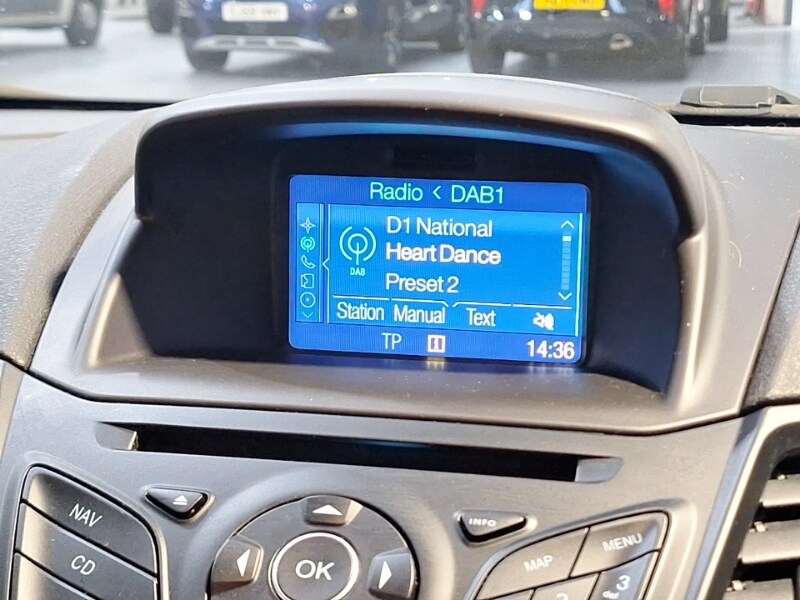 Radio < DAB1
D1 National
Heart Dance
DAB
Preset 2
Station Manual Text
TP
14:36
NAV
CD
OK
INFO
MAP
MENU
3
def